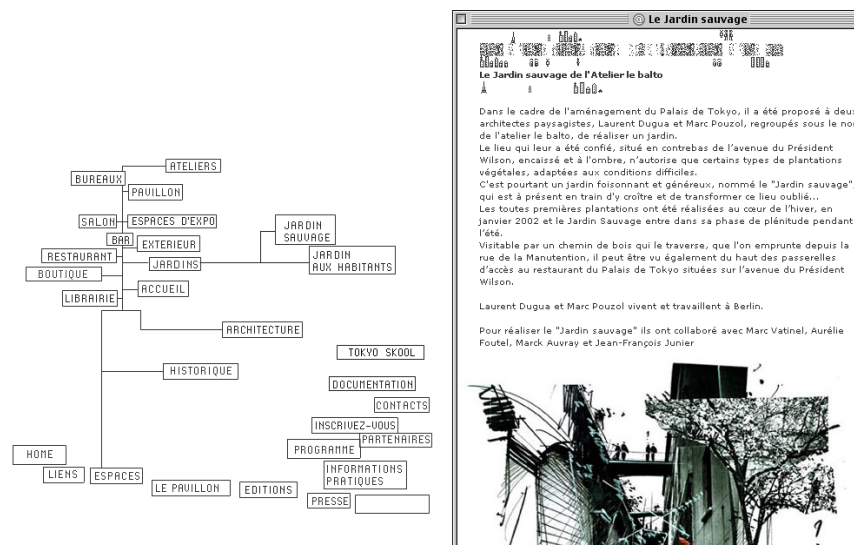 ATELIERS
BUREAUX
PAVILLON
SALON
ESPACES D'EXPO
BAR
EXTERIEUR
RESTAURANT
JARDINS
BOUTIQUE
ACCUEIL
LIBRAIRIE
JARDIN
SAUVAGE
JARDIN
AUX HABITANTS
ARCHITECTURE
TOKYO SKOOL
HISTORIQUE
DOCUMENTATION
CONTACTS
INSCRIVEZ-VOUS
PARTENAIRES
PROGRAMME
HOME
LIENS
ESPACES
INFORMATIONS
PRATIQUES
LE PAVILLON
EDITIONS
PRESSE
Le Jardin sauvage
Le Jardin sauvage de l'Atelier le balto
Dans le cadre de l'aménagement du Palais de Tokyo, il a été proposé à deux
architectes paysagistes, Laurent Dugua et Marc Pouzol, regroupés sous le nom
de l'atelier le balto, de réaliser un jardin.
Le lieu qui leur a été confié, situé en contrebas de l'avenue du Président
Wilson, encaissé et à l'ombre, n'autorise que certains types de plantations
végétales, adaptées aux conditions difficiles.
C'est pourtant un jardin foisonnant et généreux, nommé le "Jardin sauvage",
qui est à présent en train d'y croître et de transformer ce lieu oublié...
Les toutes premières plantations ont été réalisées au cœur de l'hiver, en
janvier 2002 et le Jardin Sauvage entre dans sa phase de plénitude pendant
l'été.
Visitable par un chemin de bois qui le traverse, que l'on emprunte depuis la
rue de la Manutention, il peut être vu également du haut des passerelles
d'accès au restaurant du Palais de Tokyo situées sur l'avenue du Président
Wilson.
Laurent Dugua et Marc Pouzol vivent et travaillent à Berlin.
Pour réaliser le "Jardin sauvage" ils ont collaboré avec Marc Vatinel, Aurélie
Foutel, Marck Auvray et Jean-François Junier